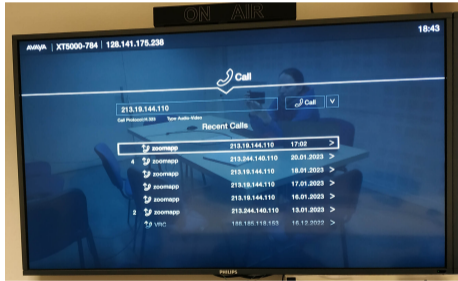 ON AIR
18:43
AVAYA | XT5000-784 | 128.141.175.238
Call
213.19.144.110 Call
Call Protocol:H.323 Type: Audio-Video
Recent Calls
zoomapp 213.19.144.110 17:02 >
4 zoomapp 213.244.140.110 20.01.2023 >
zoomapp 213.19.144.110 18.01.2023 >
zoomapp 213.19.144.110 17.01.2023 >
zoomapp 213.19.144.110 16.01.2023 >
2 zoomapp 213.244.140.110 13.01.2023 >
VRC 16.12.2022 >
PHILIPS